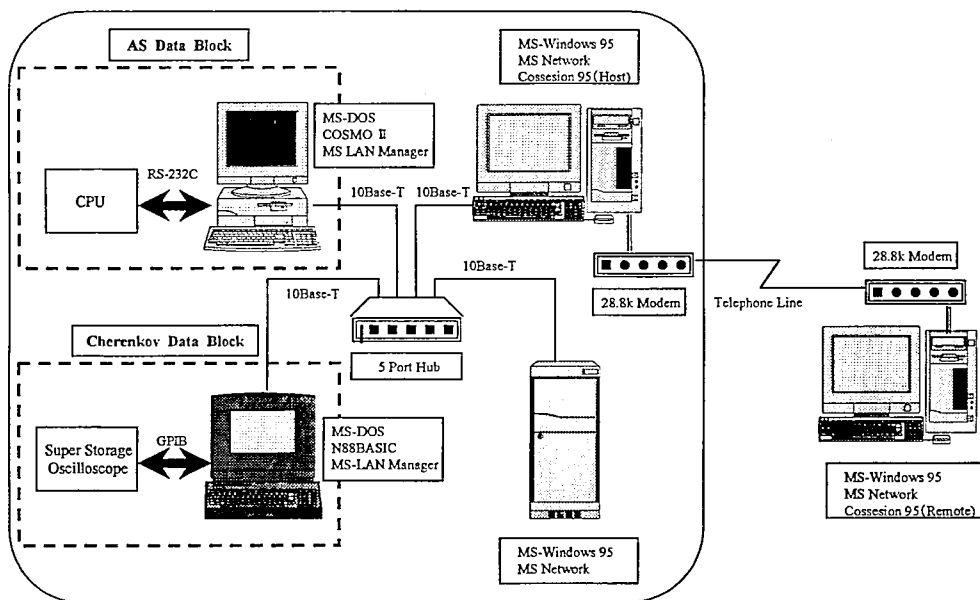 AS Data Block
MS-Windows 95
MS Network
Cossesion 95(Host)
MS-DOS
COSMO II
MS LAN Manager
CPU
RS-232C
10Base-T
10Base-T
10Base-T
10Base-T
28.8k Modem
Telephone Line
28.8k Modem
5 Port Hub
Cherenkov Data Block
Super Storage
Oscilloscope
GPIB
MS-DOS
N88BASIC
MS-LAN Manager
MS-Windows 95
MS Network
MS-Windows 95
MS Network
Cossesion 95(Remote)